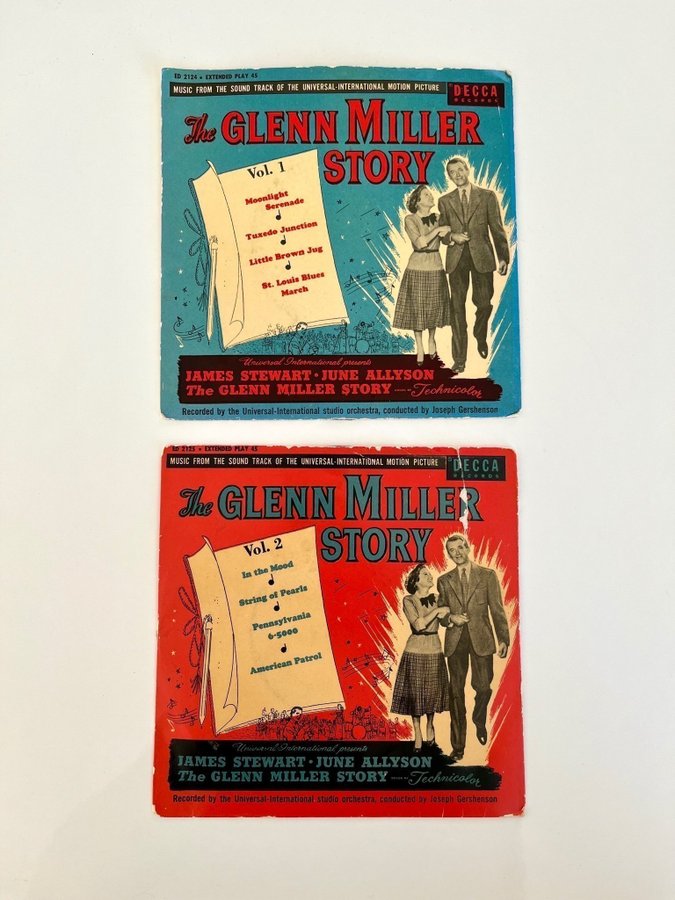 ED 2124 • EXTENDED PLAY 45
MUSIC FROM THE SOUND TRACK OF THE UNIVERSAL-INTERNATIONAL MOTION PICTURE
DECCA
RECORDS
The GLENN MILLER
STORY
Vol. 1
Moonlight
Serenade
Tuxedo Junction
Little Brown Jug
St. Louis Blues
March
Universal International presents
JAMES STEWART • JUNE ALLYSON
The GLENN MILLER STORY
Technicolor
Recorded by the Universal-International studio orchestra, conducted by Joseph Gershenson
ED 2125 • EXTENDED PLAY 45
MUSIC FROM THE SOUND TRACK OF THE UNIVERSAL-INTERNATIONAL MOTION PICTURE
DECCA
RECORDS
The GLENN MILLER
STORY
Vol. 2
In the Mood
String of Pearls
Pennsylvania
6-5000
American Patrol
Universal International presents
JAMES STEWART • JUNE ALLYSON
The GLENN MILLER STORY
Technicolor
Recorded by the Universal-International studio orchestra, conducted by Joseph Gershenson